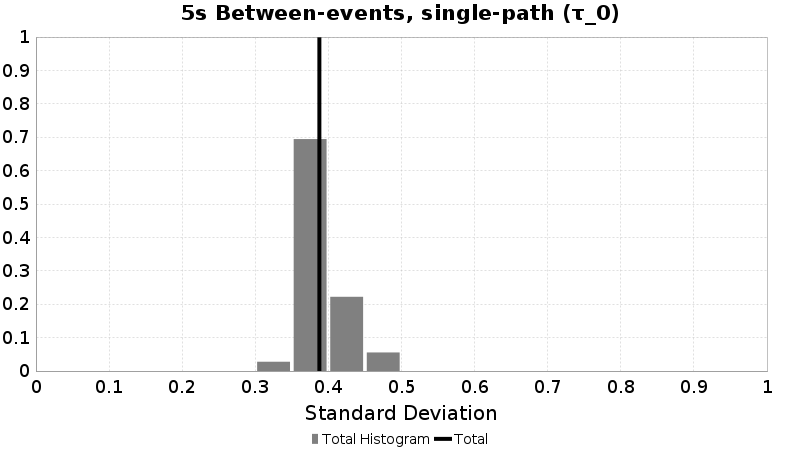 5s Between-events, single-path (τ_0)
1
0.9
0.8
0.7
0.6
0.5
0.4
0.3
0.2
0.1
0
0 0.1 0.2 0.3 0.4 0.5 0.6 0.7 0.8 0.9 1
Standard Deviation
Total Histogram Total